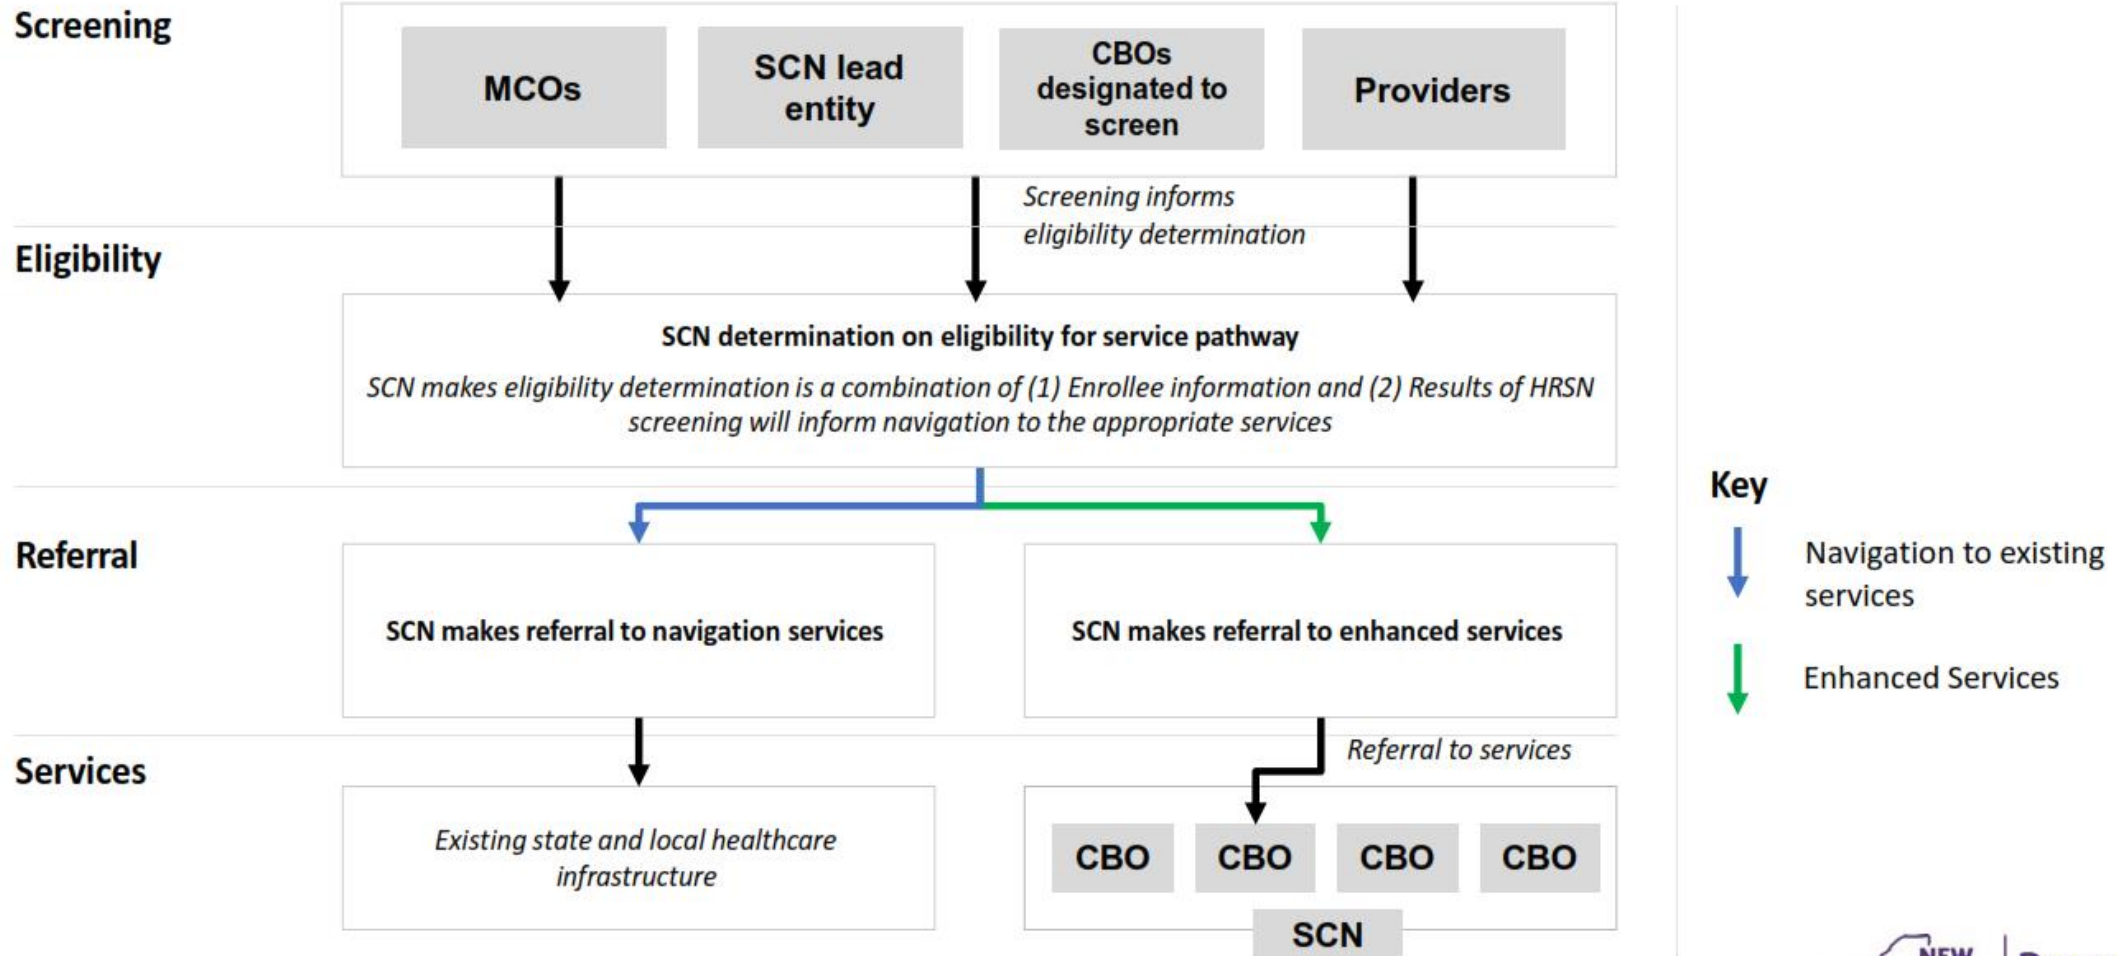 Screening
MCOs
SCN lead
entity
CBOs
designated to
screen
Providers
Screening informs
eligibility determination
Eligibility
SCN determination on eligibility for service pathway
SCN makes eligibility determination is a combination of (1) Enrollee information and (2) Results of HRSN
screening will inform navigation to the appropriate services
Referral
SCN makes referral to navigation services
SCN makes referral to enhanced services
Services
Referral to services
Existing state and local healthcare
infrastructure
CBO
CBO
CBO
CBO
SCN
Key
Navigation to existing
services
Enhanced Services
NEW